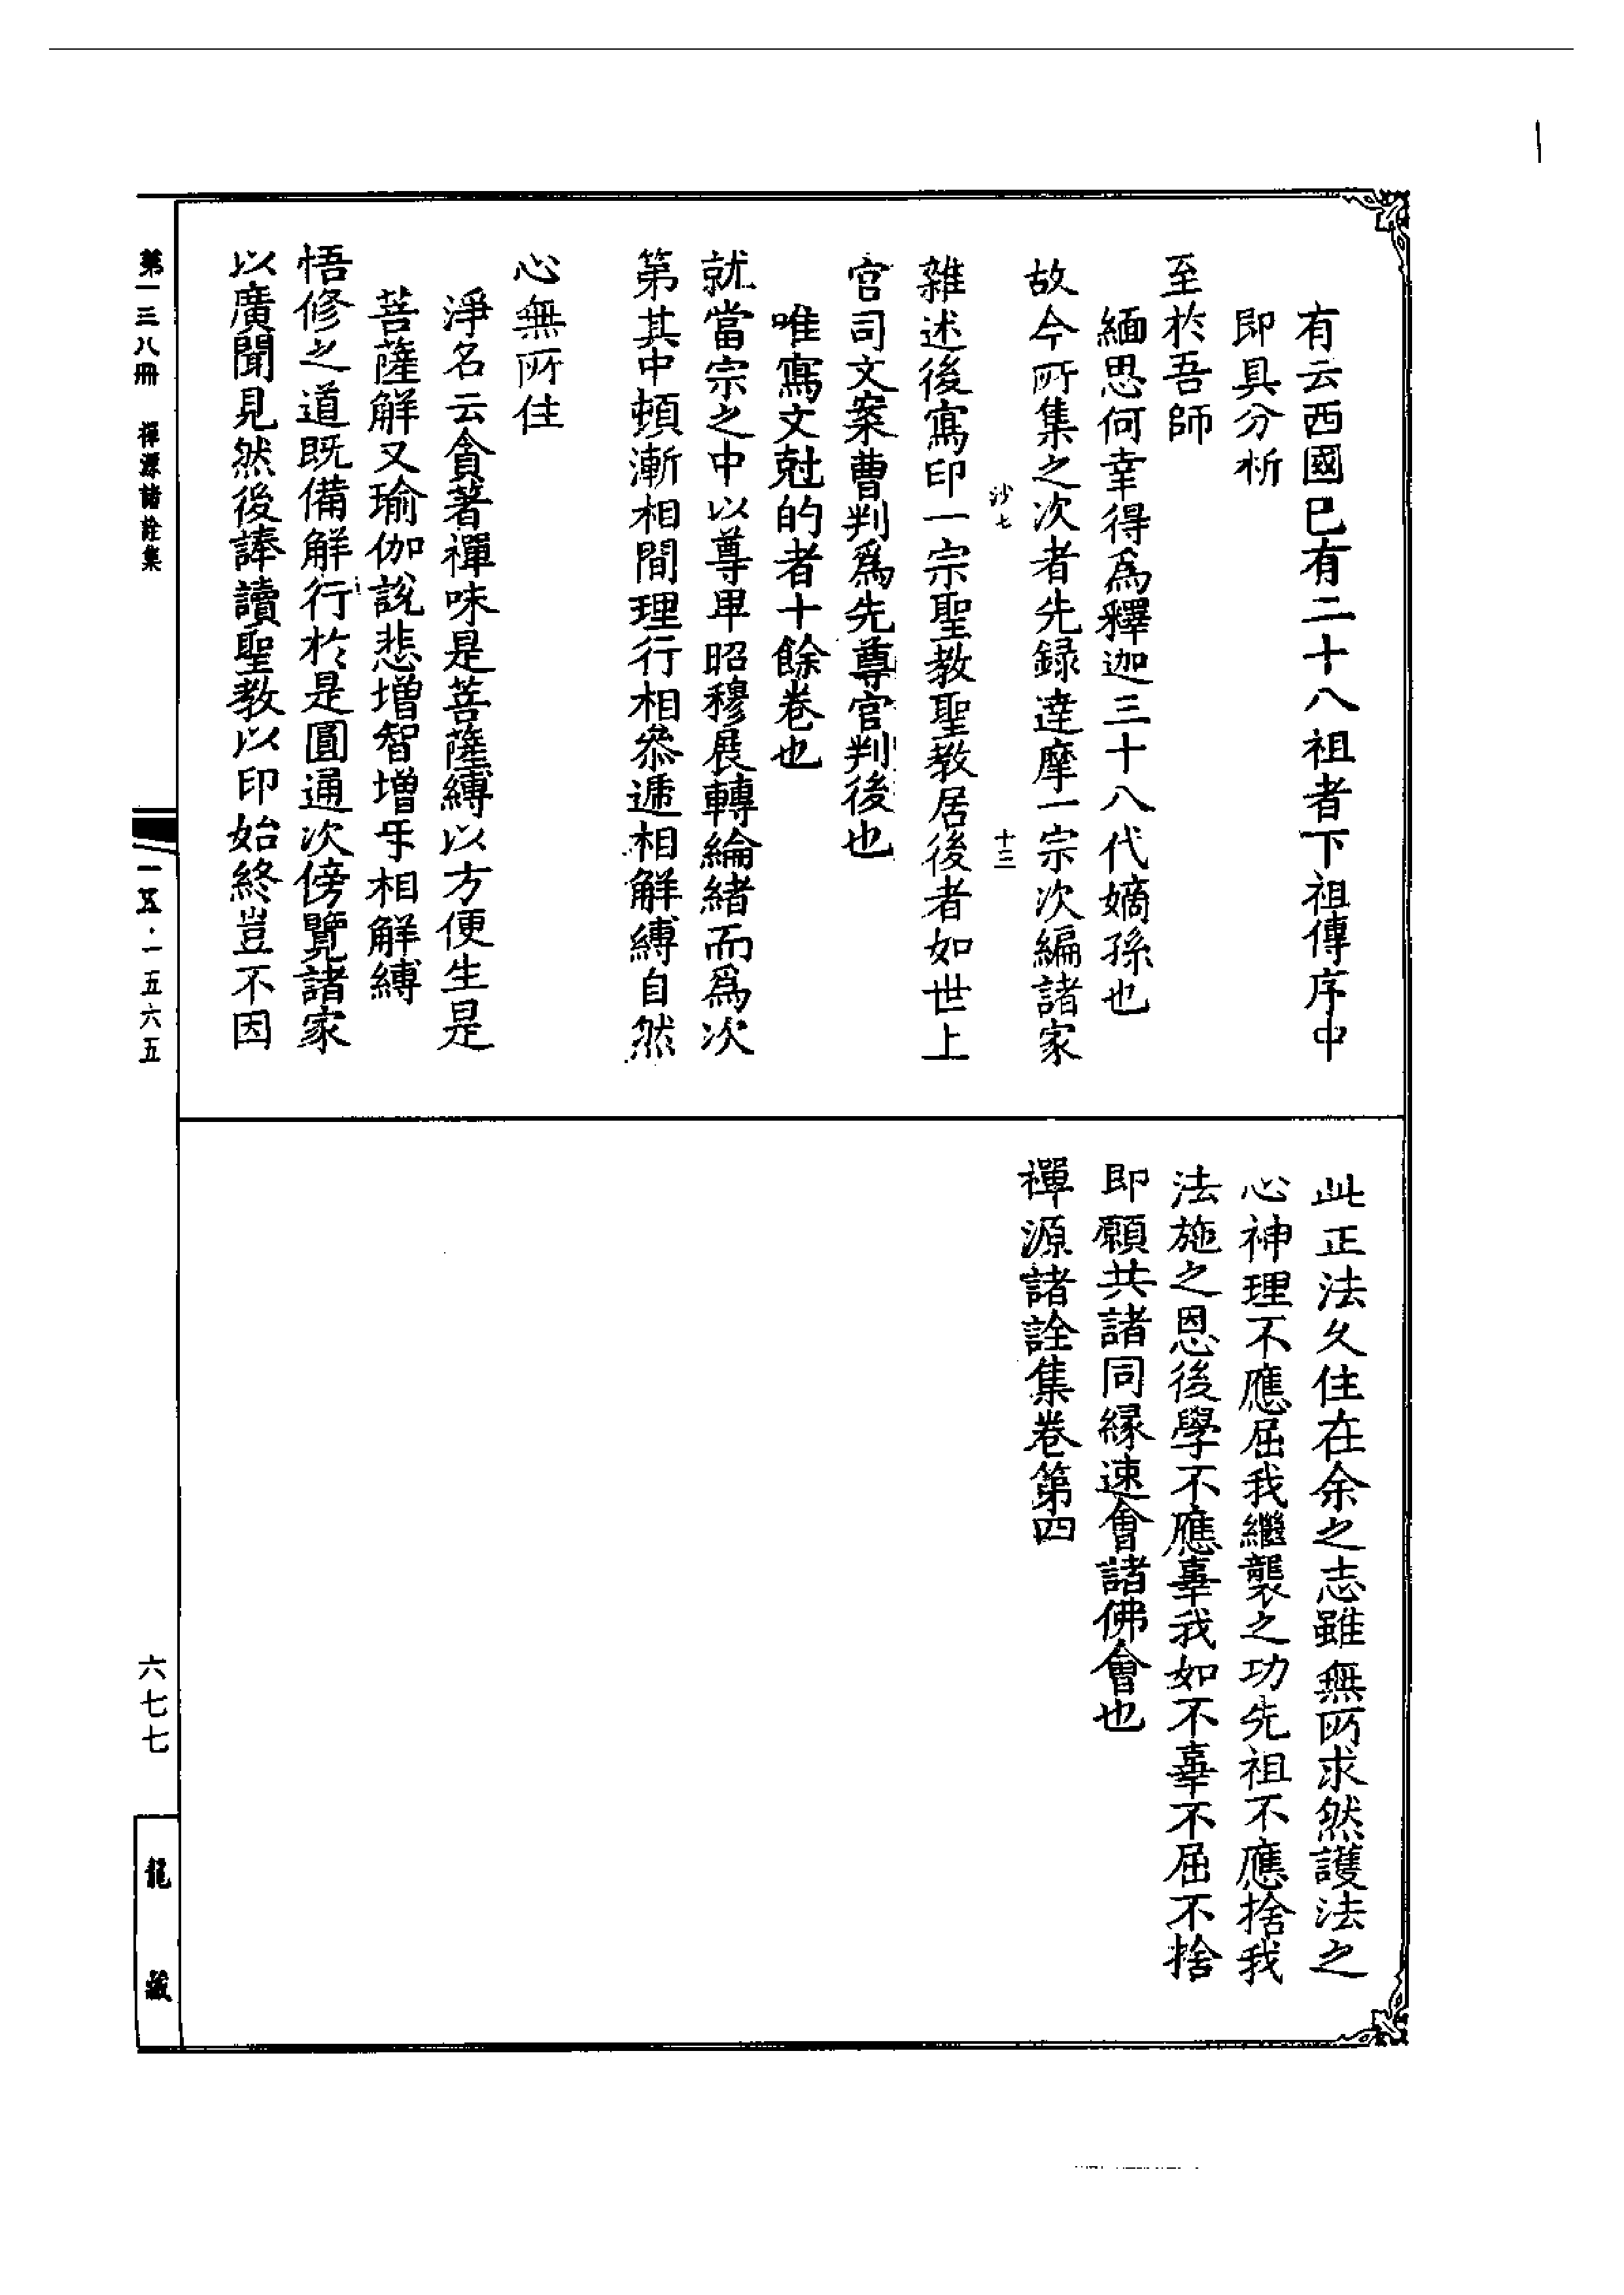 有云西國已有二十八祖者下祖傳序中
即具分析
至於吾師
緬思何幸得爲釋迦三十八代嫡孫也
故今所集之次者先録達摩一宗次編諸家
沙七
十三
雜述後寫印一宗聖教聖教居後者如世上
官司文案曹判爲先尊官判後也
唯寫文尅的者十餘卷也
就當宗之中以尊卑昭穆展轉綸緒而爲次
第其中頓漸相間理行相叅遞相解縛自然
心無所住
淨名云貪著禪味是菩薩縛以方便生是
菩薩解又瑜伽説悲增智增㸦相解縛
悟修之道既備解行於是圓通次傍覽諸家
以廣聞見然後諱讀聖教以印始終豈不因
此正法久住在余之志雖無所求然護法之
心神理不應屈我繼襲之功先祖不應捨我
法施之恩後學不應辜我如不辜不屈不捨
即願共諸同縁速會諸佛會也
禪源諸詮集卷第四
第一三八冊
禪源諸詮集
一五·一五六五
六七七
龍藏